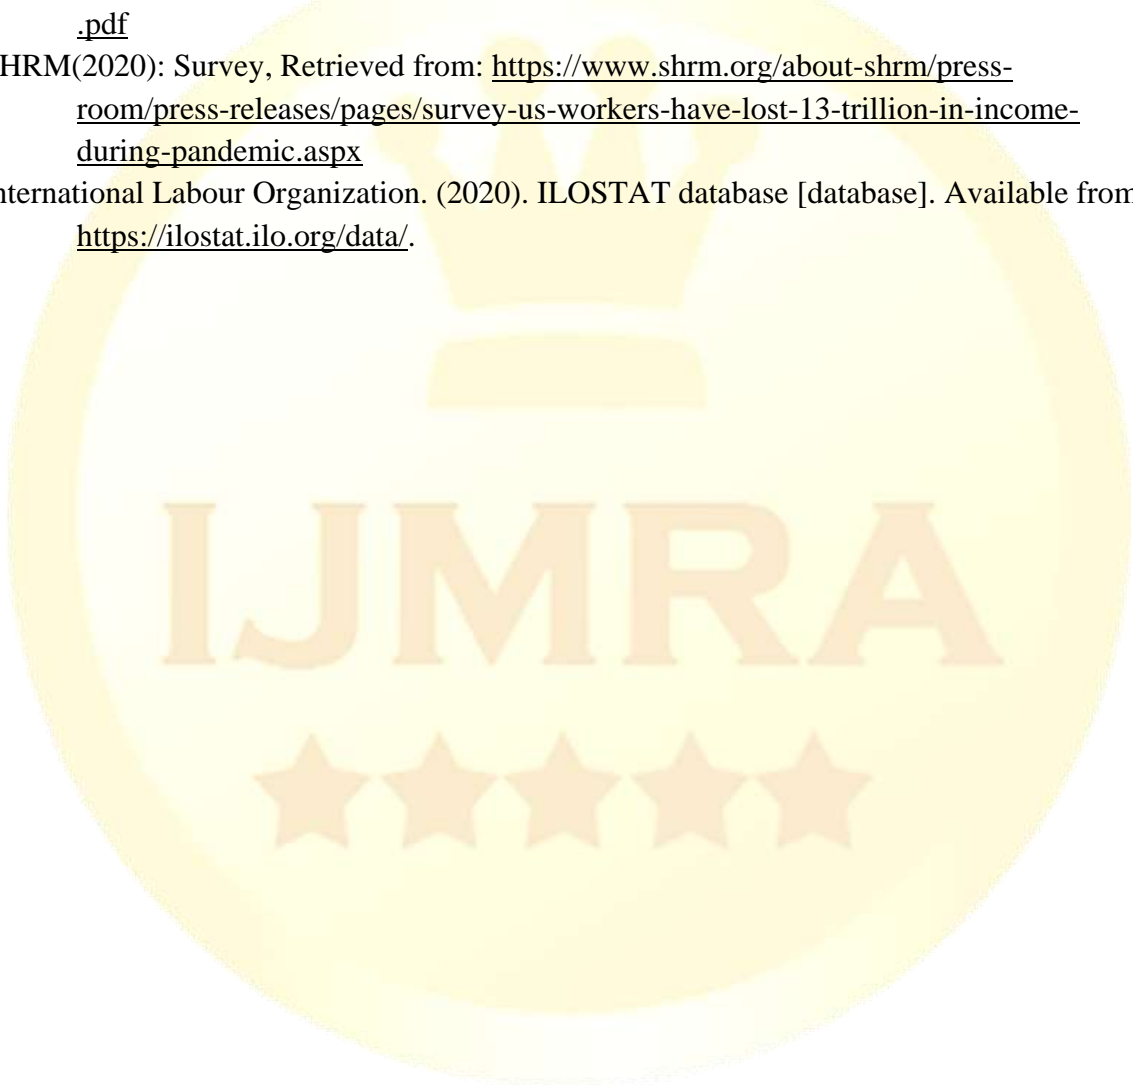 .pdf
HRM(2020): Survey, Retrieved from: https://www.shrm.org/about-shrm/press-
room/press-releases/pages/survey-us-workers-have-lost-13-trillion-in-income-
during-pandemic.aspx
nternational Labour Organization. (2020). ILOSTAT database [database]. Available from
https://ilostat.ilo.org/data/.
IJMRA